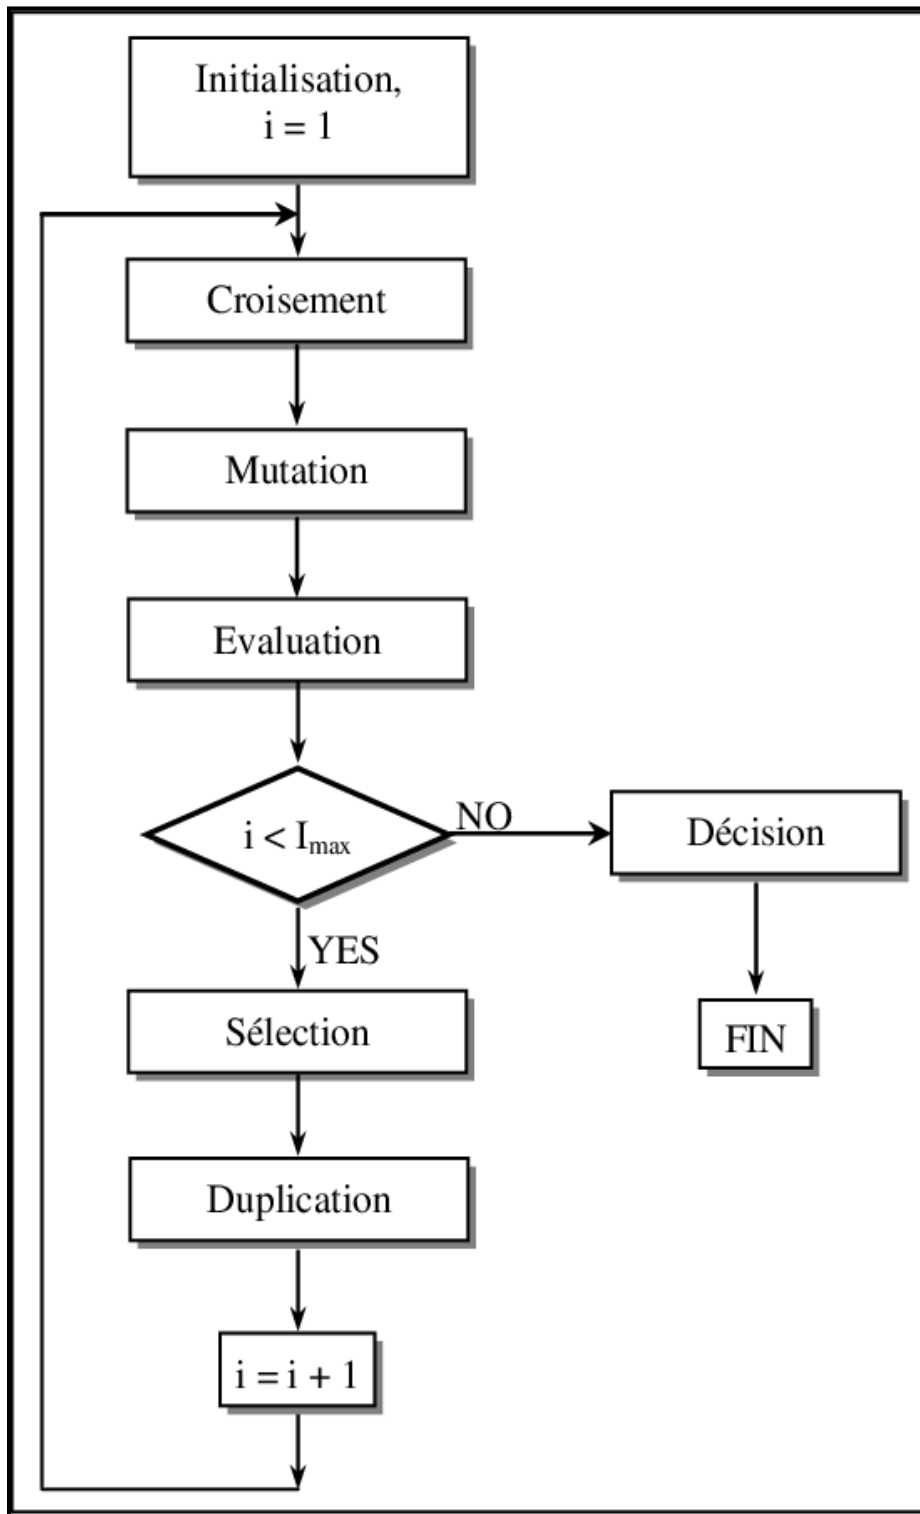 Initialisation,
i = 1
Croisement
Mutation
Evaluation
i < Imax
NO
Décision
YES
FIN
Sélection
Duplication
i = i + 1